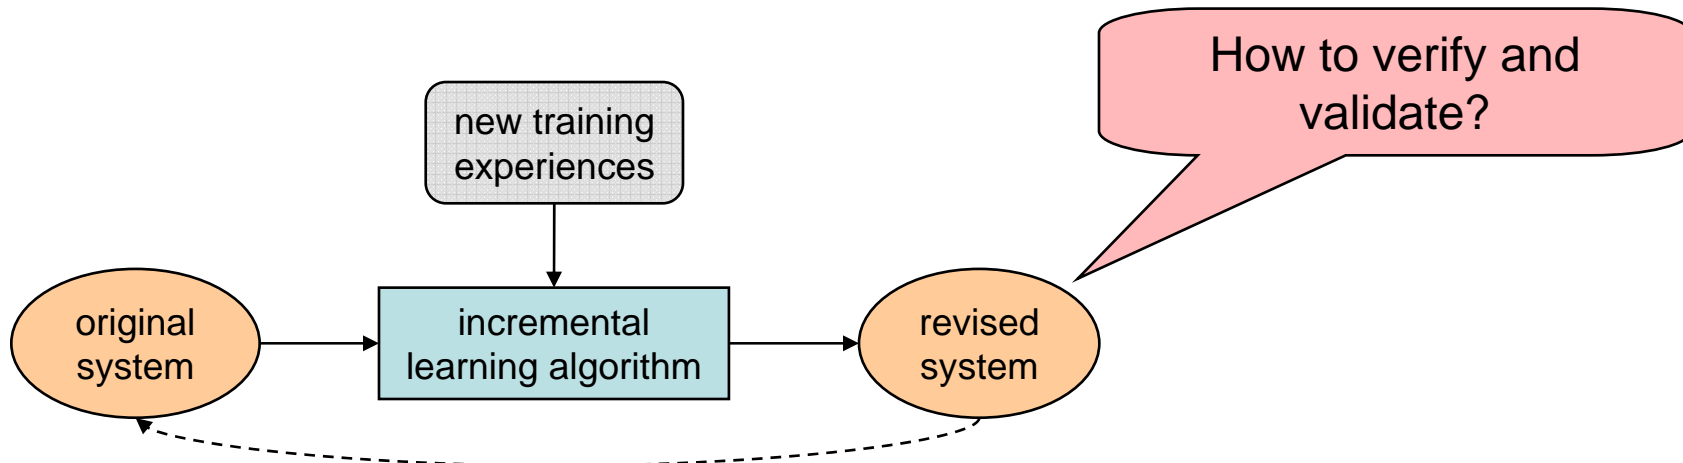 How to verify and
validate?
new training
experiences
original
system
incremental
learning algorithm
revised
system